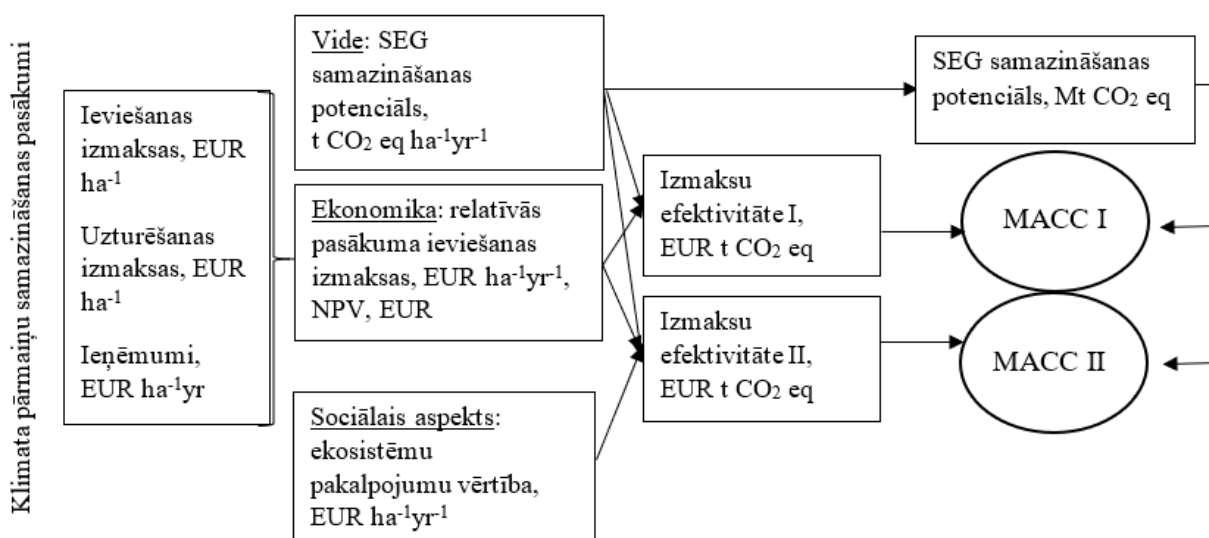 Klimata pārmaiņu samazināšanas pasākumi
Ieviešanas
izmaksas, EUR
ha⁻¹
Uzturēšanas
izmaksas, EUR
ha⁻¹
Ieņēmumi,
EUR ha⁻¹yr
Vide: SEG
samazināšanas
potenciāls,
t CO₂ eq ha⁻¹yr⁻¹
Ekonomika: relatīvās
pasākuma ieviešanas
izmaksas, EUR ha⁻¹yr⁻¹,
NPV, EUR
Sociālais aspekts:
ekosistēmu
pakalpojumu vērtība,
EUR ha⁻¹yr⁻¹
Izmaksu
efektivitāte I,
EUR t CO₂ eq
Izmaksu
efektivitāte II,
EUR t CO₂ eq
SEG samazināšanas
potenciāls, Mt CO₂ eq
MACC I
MACC II